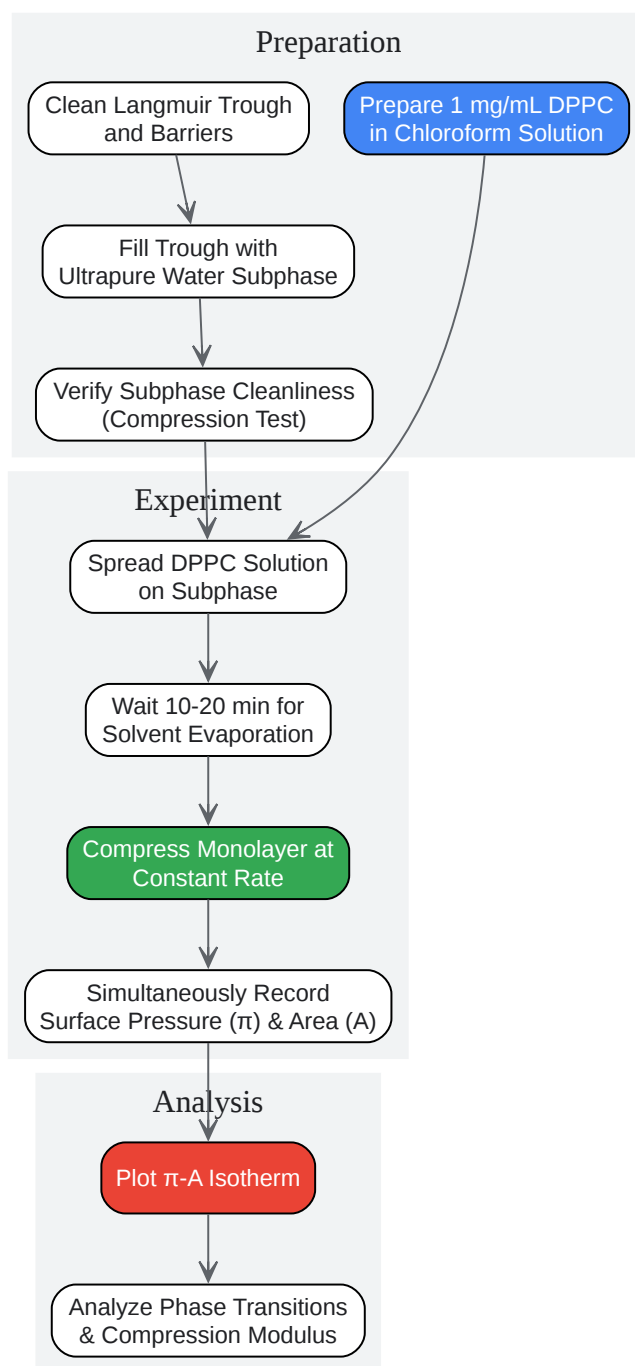 Preparation
Clean Langmuir Trough
and Barriers
Prepare 1 mg/mL DPPC
in Chloroform Solution
Fill Trough with
Ultrapure Water Subphase
Verify Subphase Cleanliness
(Compression Test)
Experiment
Spread DPPC Solution
on Subphase
Wait 10-20 min for
Solvent Evaporation
Compress Monolayer at
Constant Rate
Simultaneously Record
Surface Pressure (π) & Area (A)
Analysis
Plot π-A Isotherm
Analyze Phase Transitions
& Compression Modulus